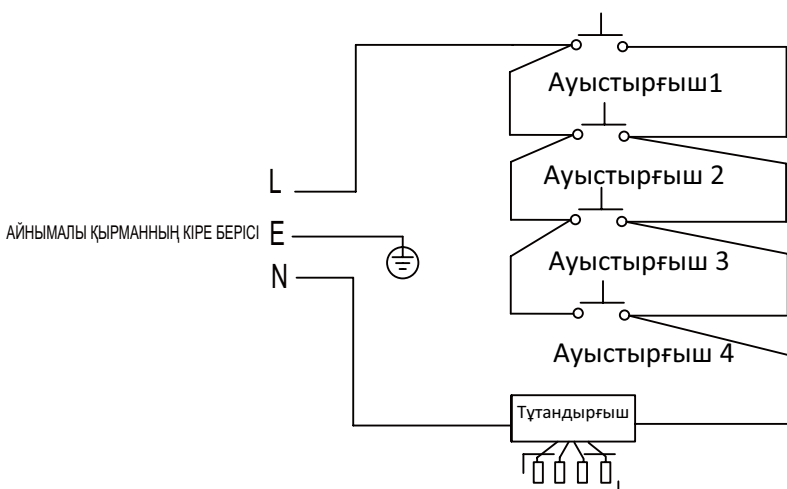 Ауыстырғыш1
Ауыстырғыш 2
L
АЙНЫМАЛЫ ҚЫРМАННЫҢ КІРЕ БЕРІСІ E
Ауыстырғыш 3
N
Ауыстырғыш 4
Тұтандырғыш